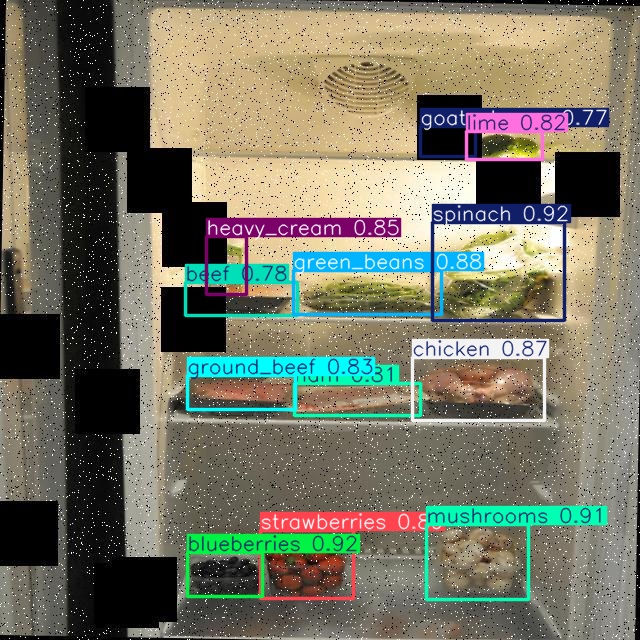 lime 0.82
0.77
spinach 0.92
heavy_cream 0.85
green_beans 0.88
beef 0.78
chicken 0.87
ground_beef 0.83
0.81
strawberries
mushrooms 0.91
blueberries 0.92